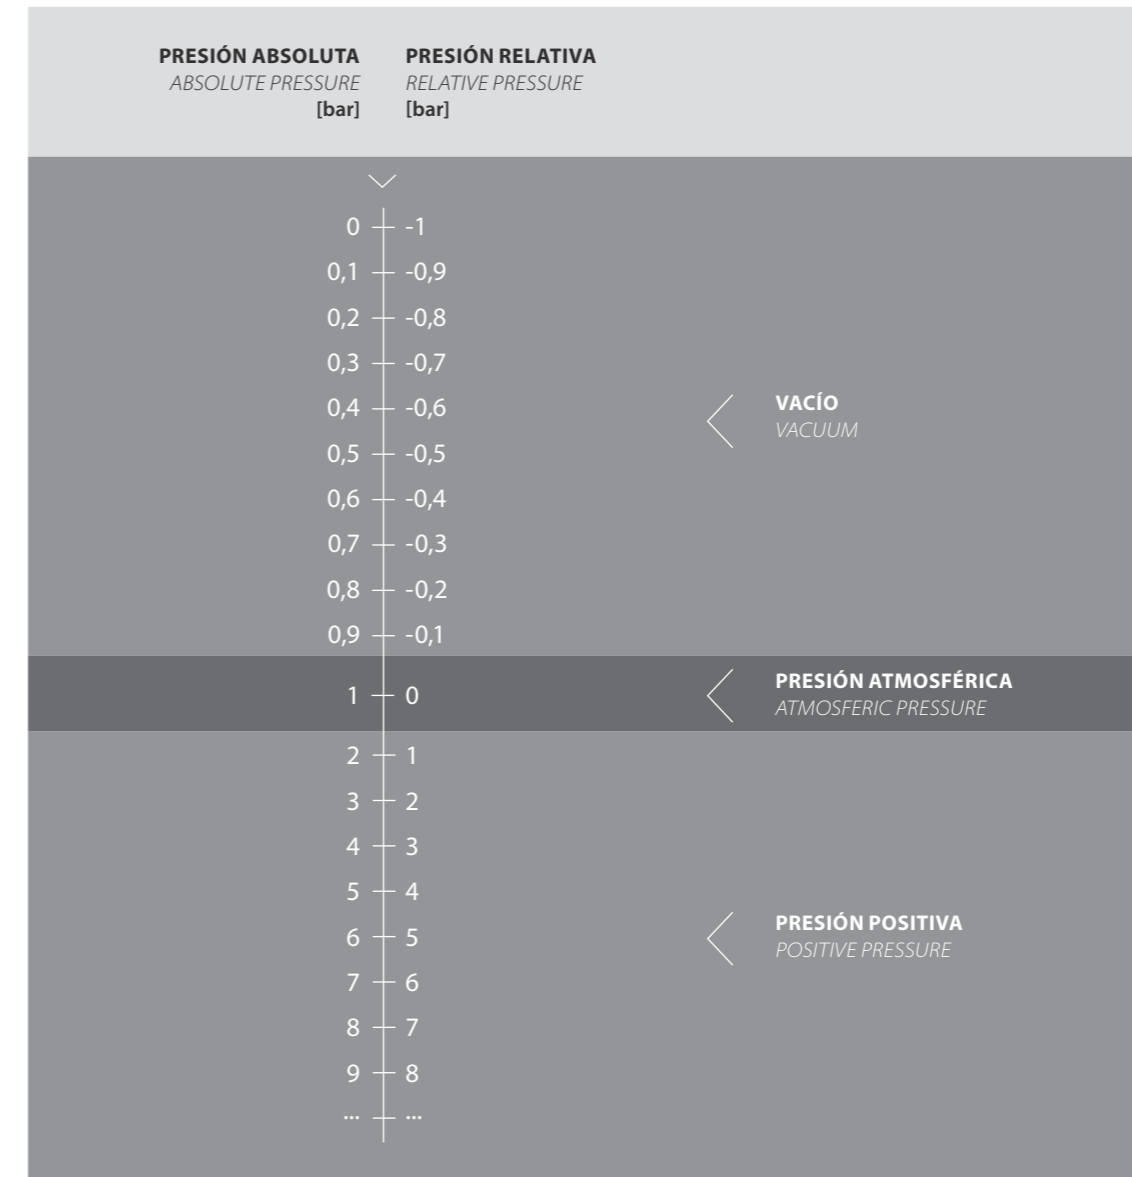 PRESIÓN ABSOLUTA PRESIÓN RELATIVA
ABSOLUTE PRESSURE RELATIVE PRESSURE
[bar] [bar]
0 -1
0,1 -0,9
0,2 -0,8
0,3 -0,7
0,4 -0,6
VACÍO
VACUUM
0,5 -0,5
0,6 -0,4
0,7 -0,3
0,8 -0,2
0,9 -0,1
1 0
PRESIÓN ATMOSFÉRICA
ATMOSFERIC PRESSURE
2 1
3 2
4 3
5 4
6 5
PRESIÓN POSITIVA
POSITIVE PRESSURE
7 6
8 7
9 8
... ...